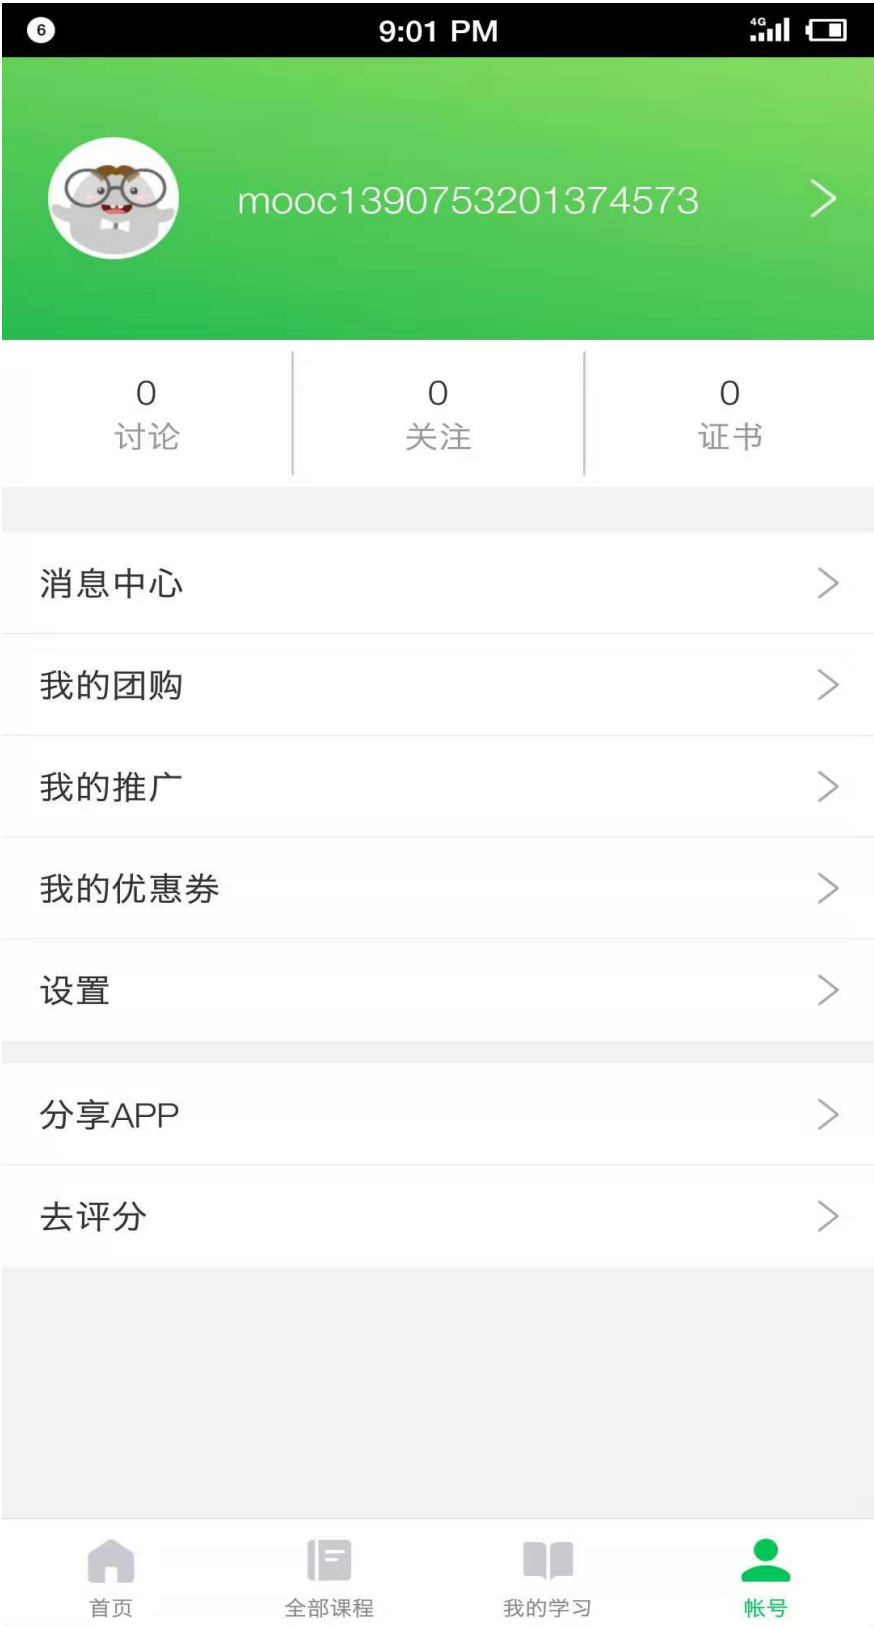 6 9:01 PM 4G
mooc1390753201374573
0 0 0
讨论 关注 证书
消息中心
我的团购
我的推广
我的优惠券
设置
分享APP
去评分
首页 全部课程 我的学习 帐号